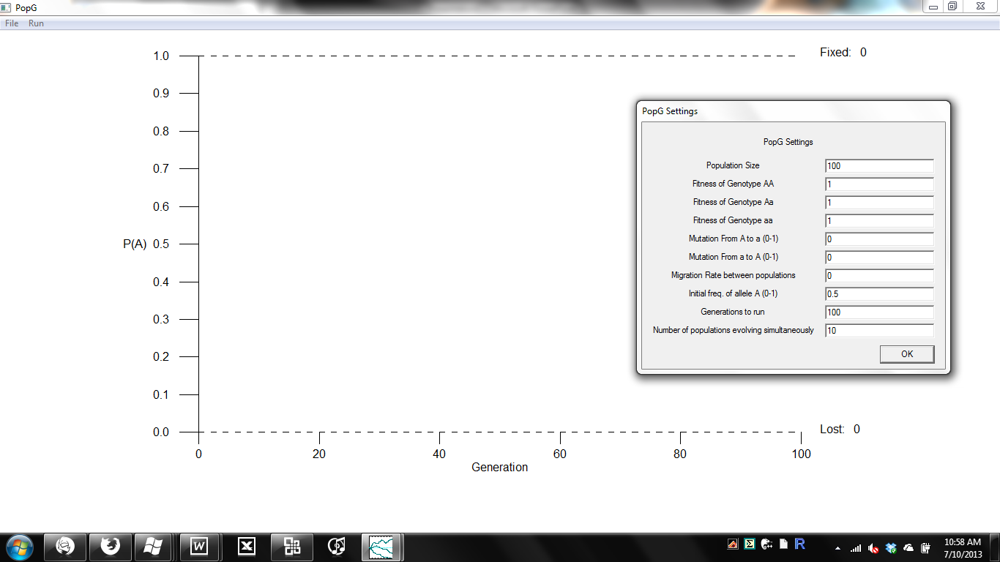 PopG
File Run
1.0
0.9
0.8
0.7
0.6
P(A) 0.5
0.4
0.3
0.2
0.1
0.0
0 20 40 60 80 100
Generation
Fixed: 0
Lost: 0
PopG Settings
PopG Settings
Population Size 100
Fitness of Genotype AA 1
Fitness of Genotype Aa 1
Fitness of Genotype aa 1
Mutation From A to a (0-1) 0
Mutation From a to A (0-1) 0
Migration Rate between populations 0
Initial freq. of allele A (0-1) 0.5
Generations to run 100
Number of populations evolving simultaneously 10
OK
W
X
Σ
R
10:58 AM
7/10/2013